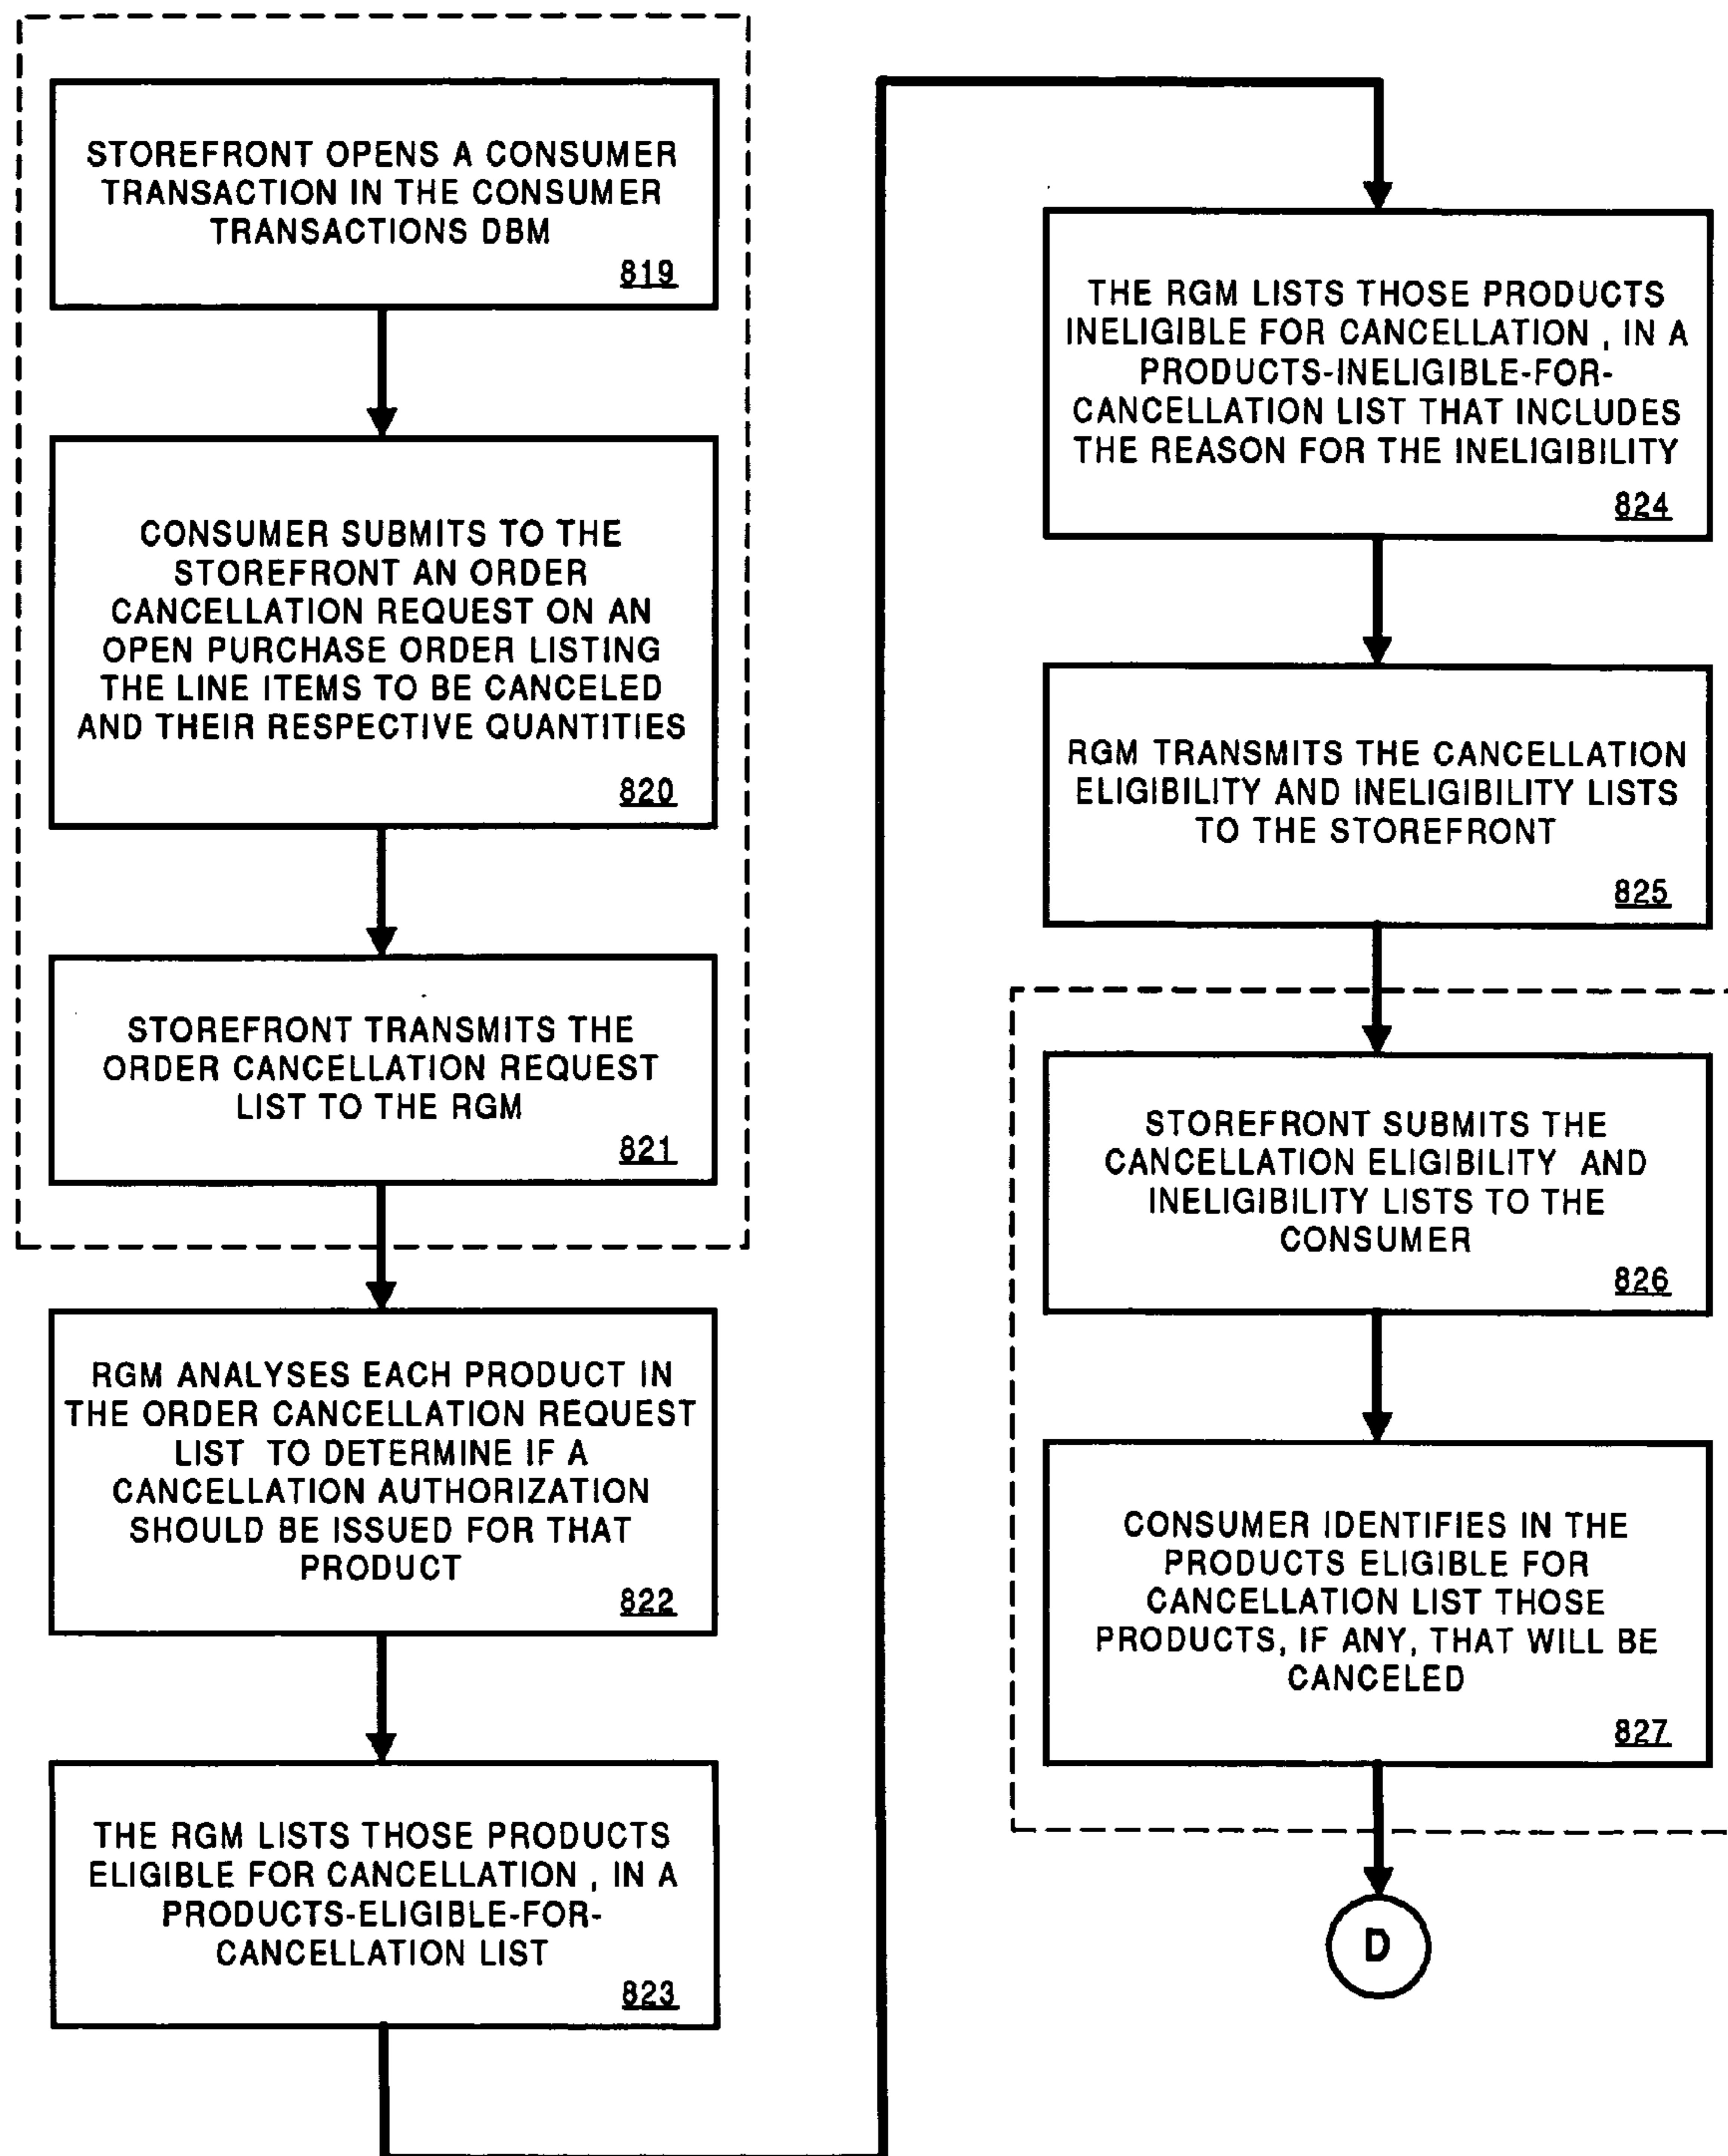 STOREFRONT OPENS A CONSUMER
TRANSACTION IN THE CONSUMER
TRANSACTIONS DBM
819
CONSUMER SUBMITS TO THE
STOREFRONT AN ORDER
CANCELLATION REQUEST ON AN
OPEN PURCHASE ORDER LISTING
THE LINE ITEMS TO BE CANCELED
AND THEIR RESPECTIVE QUANTITIES
820
STOREFRONT TRANSMITS THE
ORDER CANCELLATION REQUEST
LIST TO THE RGM
821
RGM ANALYSES EACH PRODUCT IN
THE ORDER CANCELLATION REQUEST
LIST TO DETERMINE IF A
CANCELLATION AUTHORIZATION
SHOULD BE ISSUED FOR THAT
PRODUCT
822
THE RGM LISTS THOSE PRODUCTS
ELIGIBLE FOR CANCELLATION , IN A
PRODUCTS-ELIGIBLE-FOR-
CANCELLATION LIST
823
THE RGM LISTS THOSE PRODUCTS
INELIGIBLE FOR CANCELLATION , IN A
PRODUCTS-INELIGIBLE-FOR-
CANCELLATION LIST THAT INCLUDES
THE REASON FOR THE INELIGIBILITY
824
RGM TRANSMITS THE CANCELLATION
ELIGIBILITY AND INELIGIBILITY LISTS
TO THE STOREFRONT
825
STOREFRONT SUBMITS THE
CANCELLATION ELIGIBILITY AND
INELIGIBILITY LISTS TO THE
CONSUMER
826
CONSUMER IDENTIFIES IN THE
PRODUCTS ELIGIBLE FOR
CANCELLATION LIST THOSE
PRODUCTS, IF ANY, THAT WILL BE
CANCELED
827
D